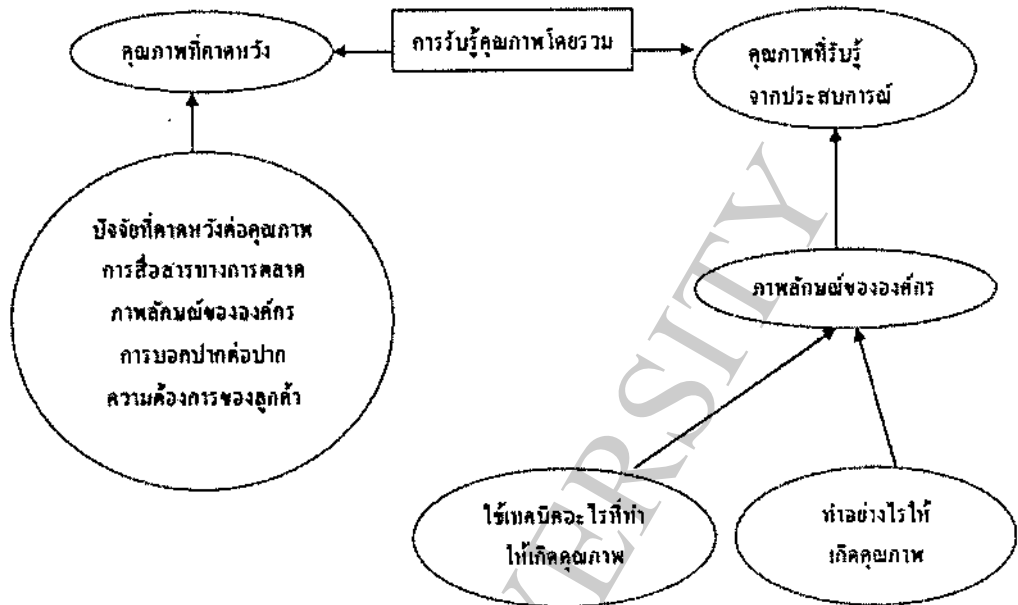 คุณภาพที่คาดหวัง
การรับรู้คุณภาพโดยรวม
คุณภาพที่รับรู้
จากประสบการณ์
ปัจจัยที่คาดหวังต่อคุณภาพ
การสื่อสารทางการตลาด
ภาพลักษณ์ขององค์กร
การบอกปากต่อปาก
ความต้องการของลูกค้า
ภาพลักษณ์ขององค์กร
ใช้เทคนิคอะไรที่ทำ
ให้เกิดคุณภาพ
ทำอย่างไรให้
เกิดคุณภาพ
VERSITY